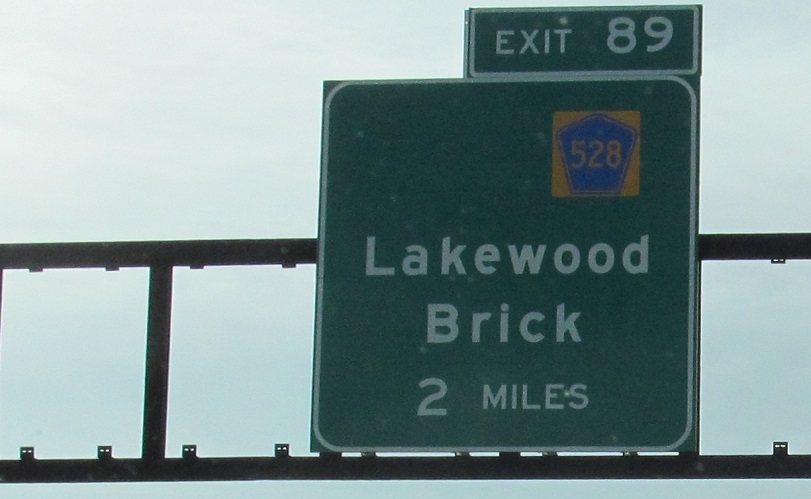 EXIT 89
528
Lakewood
Brick
2 MILES